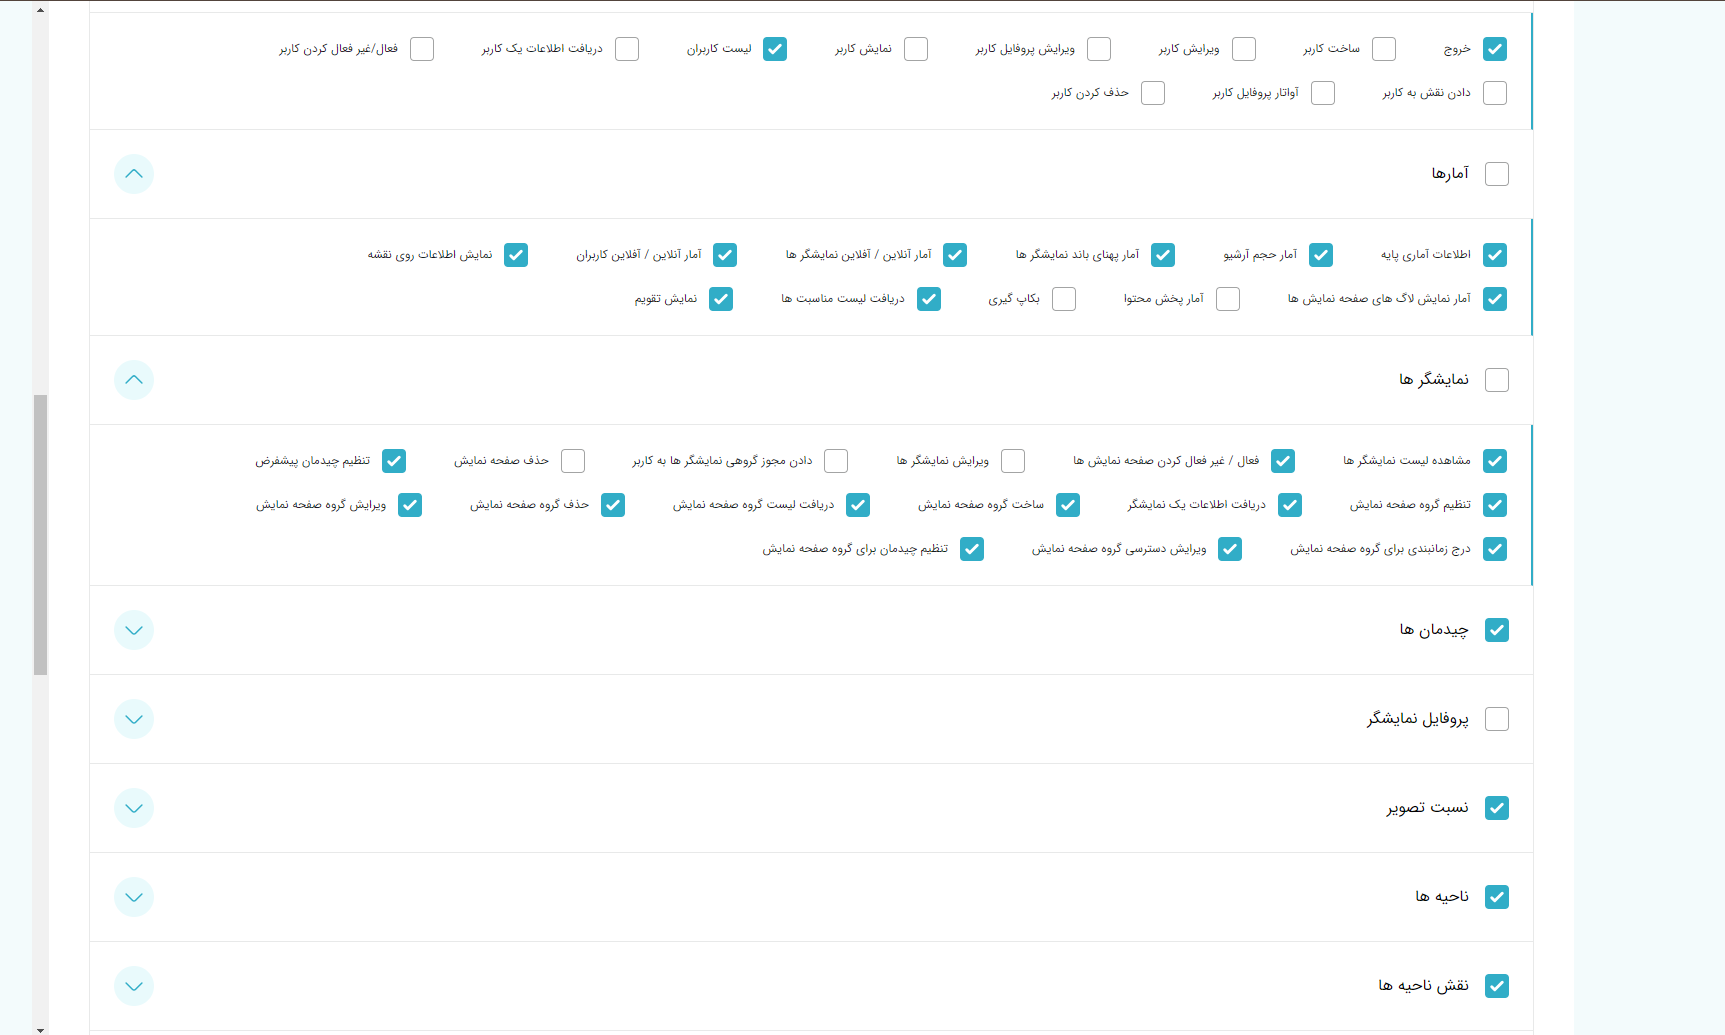 خروج ساخت کاربر ویرایش کاربر ویرایش پروفایل کاربر نمایش کاربر لیست کاربران دریافت اطلاعات یک کاربر فعال/غیر فعال کردن کاربر
دادن نقش به کاربر آواتار پروفایل کاربر حذف کردن کاربر
آمارها
اطلاعات آماری پایه آمار حجم آرشیو آمار پهنای باند نمایشگر ها آمار آنلاین / آفلاین نمایشگر ها آمار آنلاین / آفلاین کاربران نمایش اطلاعات روی نقشه
آمار نمایش لاگ های صفحه نمایش ها آمار پخش محتوا بکاپ گیری دریافت لیست مناسبت ها نمایش تقویم
نمایشگر ها
مشاهده لیست نمایشگر ها فعال / غیر فعال کردن صفحه نمایش ها ویرایش نمایشگر ها دادن مجوز گروهی نمایشگر ها به کاربر حذف صفحه نمایش تنظیم چیدمان پیشفرض
تنظیم گروه صفحه نمایش دریافت اطلاعات یک نمایشگر ساخت گروه صفحه نمایش دریافت لیست گروه صفحه نمایش حذف گروه صفحه نمایش ویرایش گروه صفحه نمایش
درج زمانبندی برای گروه صفحه نمایش ویرایش دسترسی گروه صفحه نمایش تنظیم چیدمان برای گروه صفحه نمایش
چیدمان ها
پروفایل نمایشگر
نسبت تصویر
ناحیه ها
نقش ناحیه ها